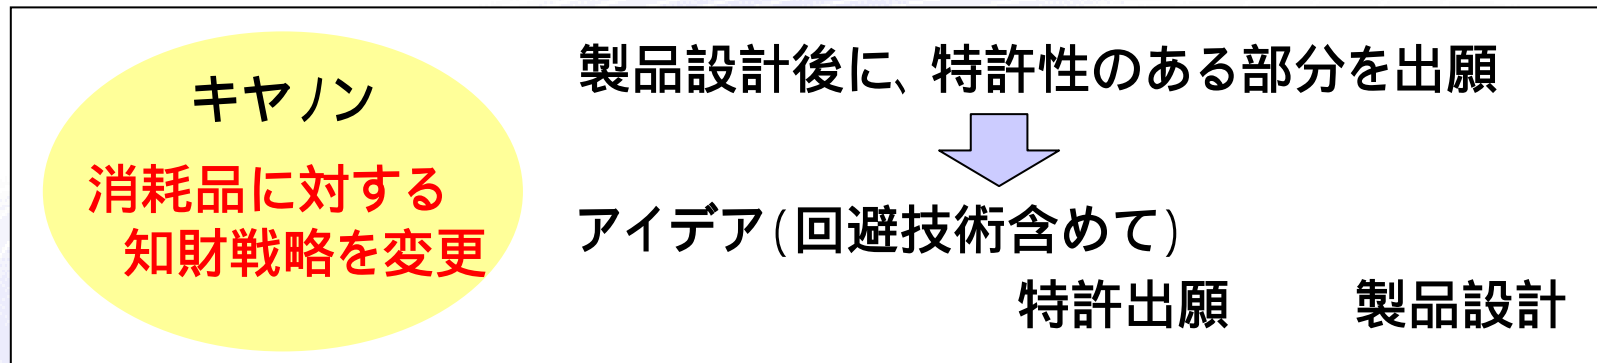 キヤノン
消耗品に対する
知財戦略を変更
製品設計後に、特許性のある部分を出願
アイデア(回避技術含めて)
特許出願 製品設計